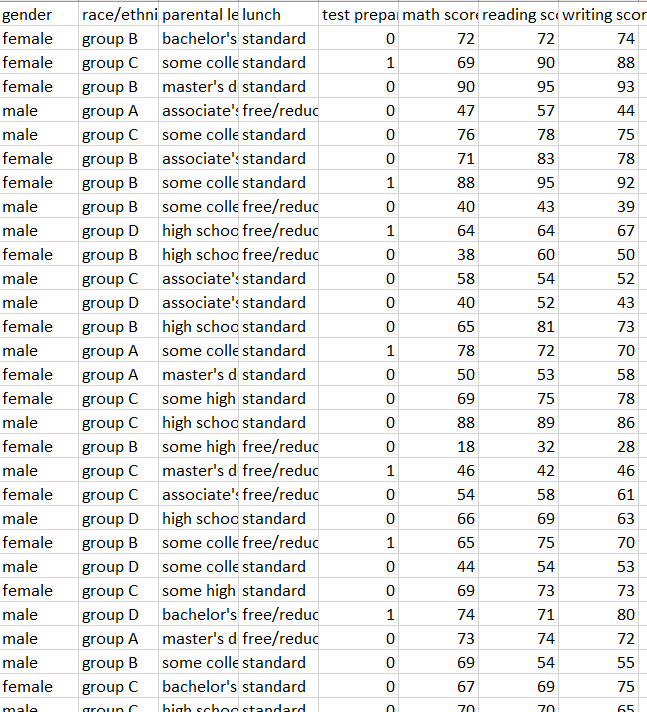 gender race/ethni parental le lunch test prepa math score reading sco writing scor
female group B bachelor's standard 0 72 72 74
female group C some colle standard 1 69 90 88
female group B master's d standard 0 90 95 93
male group A associate's free/reduc 0 47 57 44
male group C some colle standard 0 76 78 75
female group B associate's standard 0 71 83 78
female group B some colle standard 1 88 95 92
male group B some colle free/reduc 0 40 43 39
male group D high schoo free/reduc 1 64 64 67
female group B high schoo free/reduc 0 38 60 50
male group C associate's standard 0 58 54 52
male group D associate's standard 0 40 52 43
female group B high schoo standard 0 65 81 73
male group A some colle standard 1 78 72 70
female group A master's d standard 0 50 53 58
female group C some high standard 0 69 75 78
male group C high schoo standard 0 88 89 86
female group B some high free/reduc 0 18 32 28
male group C master's d free/reduc 1 46 42 46
female group C associate's free/reduc 0 54 58 61
male group D high schoo standard 0 66 69 63
female group B some colle free/reduc 1 65 75 70
male group D some colle standard 0 44 54 53
female group C some high standard 0 69 73 73
male group D bachelor's free/reduc 1 74 71 80
male group A master's d free/reduc 0 73 74 72
male group B some colle standard 0 69 54 55
female group C bachelor's standard 0 67 69 75
male group C high schoo standard 0 70 70 65